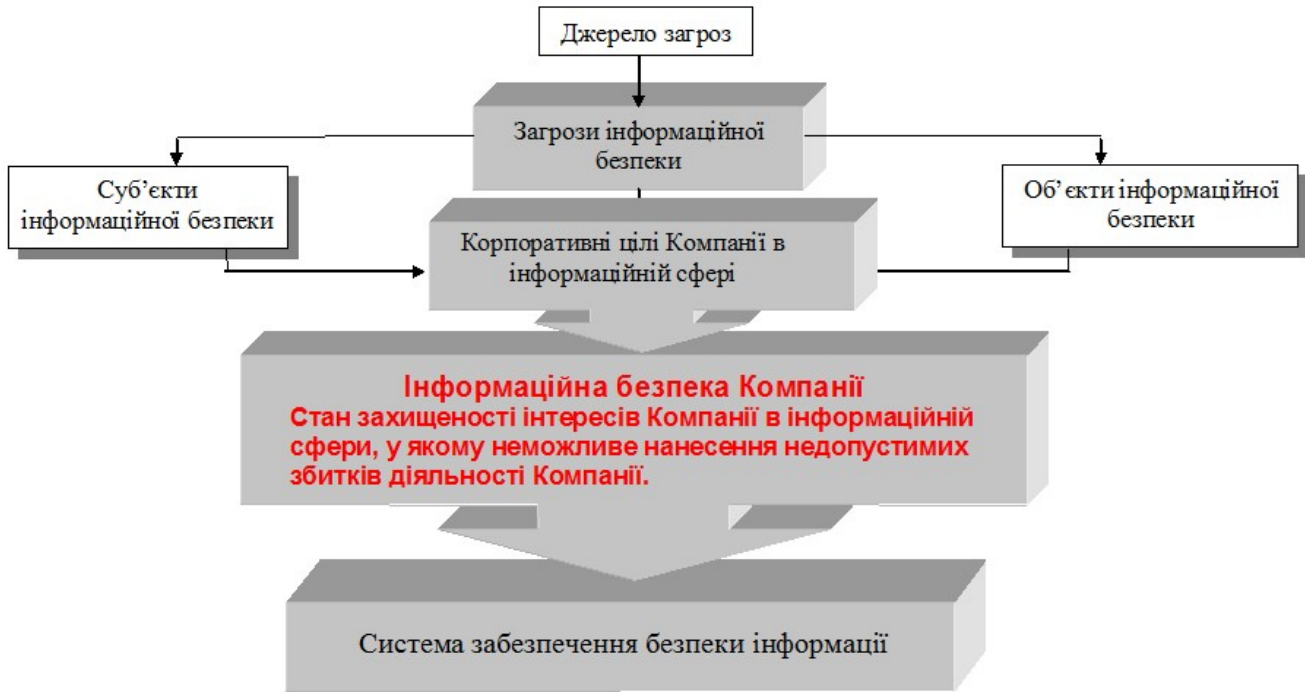 Джерело загроз
Загрози інформаційної
безпеки
Суб’єкти
інформаційної безпеки
Об’єкти інформаційної
безпеки
Корпоративні цілі Компанії в
інформаційній сфері
Інформаційна безпека Компанії
Стан захищеності інтересів Компанії в інформаційній
сфери, у якому неможливе нанесення недопустимих
збитків діяльності Компанії.
Система забезпечення безпеки інформації